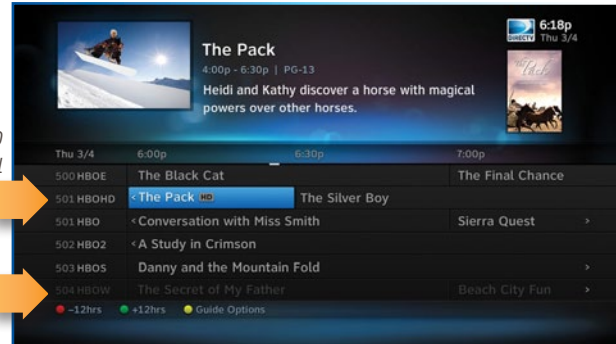 The Pack
4:00p - 6:30p | PG-13
Heidi and Kathy discover a horse with magical
powers over other horses.
DIRECTV
6:18p
Thu 3/4
The Pack
Thu 3/4 6:00p 6:30p 7:00p
500 HBOE The Black Cat The Final Chance
501 HBOHD <The Pack HD The Silver Boy
501 HBO <Conversation with Miss Smith Sierra Quest >
502 HBO2 <A Study in Crimson
503 HBOS Danny and the Mountain Fold >
504 HBOW The Secret of My Father Beach City Fun >
-12hrs +12hrs Guide Options